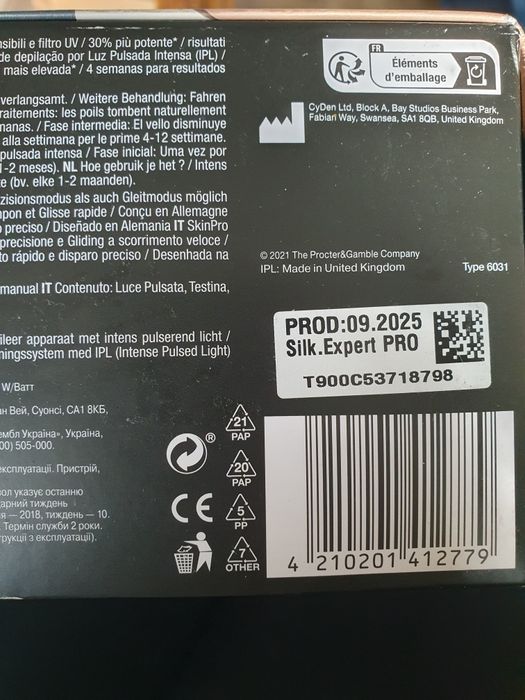 nsibili e filtro UV / 30% più potente* / risultati
de depilação por Luz Pulsada Intensa (IPL) /
mais elevada* / 4 semanas para resultados
verlangsamt. / Weitere Behandlung: Fahren
raitements: les poils tombent naturellement
manas. / Fase intermedia: El vello disminuye
alla settimana per le prime 4-12 settimane.
pulsada intensa / Fase inicial: Uma vez por
1-2 meses). NL Hoe gebruik je het ? / Intens
e (bv. elke 1-2 maanden).
zisionsmodus als auch Gleitmodus möglich
pon et Glisse rapide / Conçu en Allemagne
o preciso / Diseñado en Alemania IT SkinPro
precisione e Gliding a scorrimento veloce /
to rápido e disparo preciso / Desenhada na
manual IT Contenuto: Luce Pulsata, Testina,
ileer apparaat met intens pulserend licht /
ningssystem med IPL (Intense Pulsed Light)
W/Ватт
ан Вей, Суонсі, СА1 8КБ,
ембл Україна», Україна,
00) 505-000.
експлуатації. Пристрій,
вол указує останню
дарний тиждень
я — 2018, тиждень — 10.
. Термін служби 2 роки.
трукції з експлуатації).
FR
Éléments
d'emballage
CyDen Ltd, Block A, Bay Studios Business Park,
Fabian Way, Swansea, SA1 8QB, United Kingdom
© 2021 The Procter&Gamble Company
IPL: Made in United Kingdom Type 6031
PROD:09.2025
Silk.Expert PRO
T900C53718798
®
21
PAP
20
PAP
CE
5
PP
7
OTHER
4 210201 412779